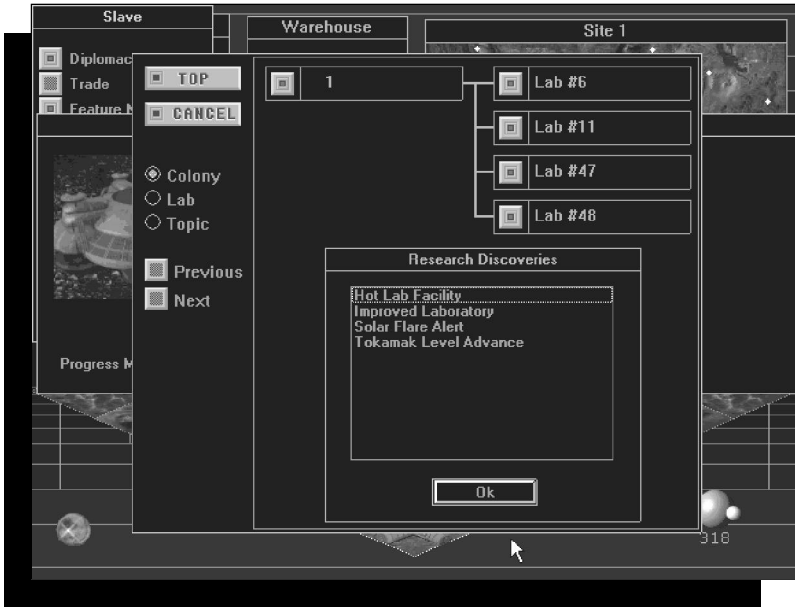 Slave
Warehouse
Site 1
Diplomac
Trade
Feature
TOP
CANCEL
Colony
Lab
Topic
Previous
Next
Progress M
1
Lab #6
Lab #11
Lab #47
Lab #48
Research Discoveries
Hot Lab Facility
Improved Laboratory
Solar Flare Alert
Tokamak Level Advance
Ok
318